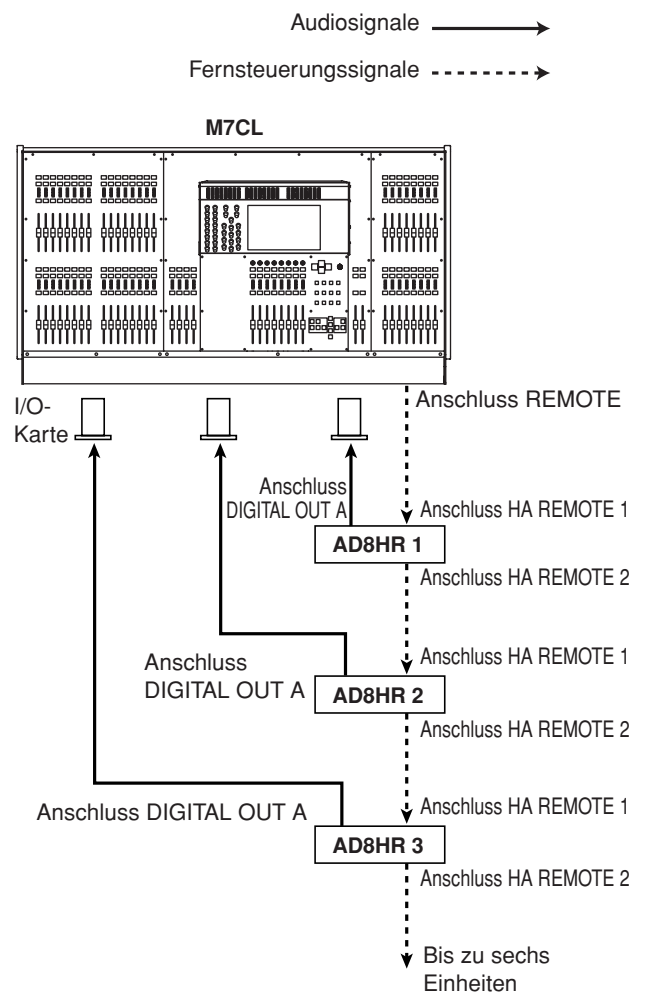 Audiosignale
Fernsteuerungssignale
M7CL
I/O-
Karte
Anschluss REMOTE
Anschluss
DIGITAL OUT A
Anschluss HA REMOTE 1
AD8HR 1
Anschluss HA REMOTE 2
Anschluss
DIGITAL OUT A
Anschluss HA REMOTE 1
AD8HR 2
Anschluss HA REMOTE 2
Anschluss DIGITAL OUT A
Anschluss HA REMOTE 1
AD8HR 3
Anschluss HA REMOTE 2
Bis zu sechs
Einheiten